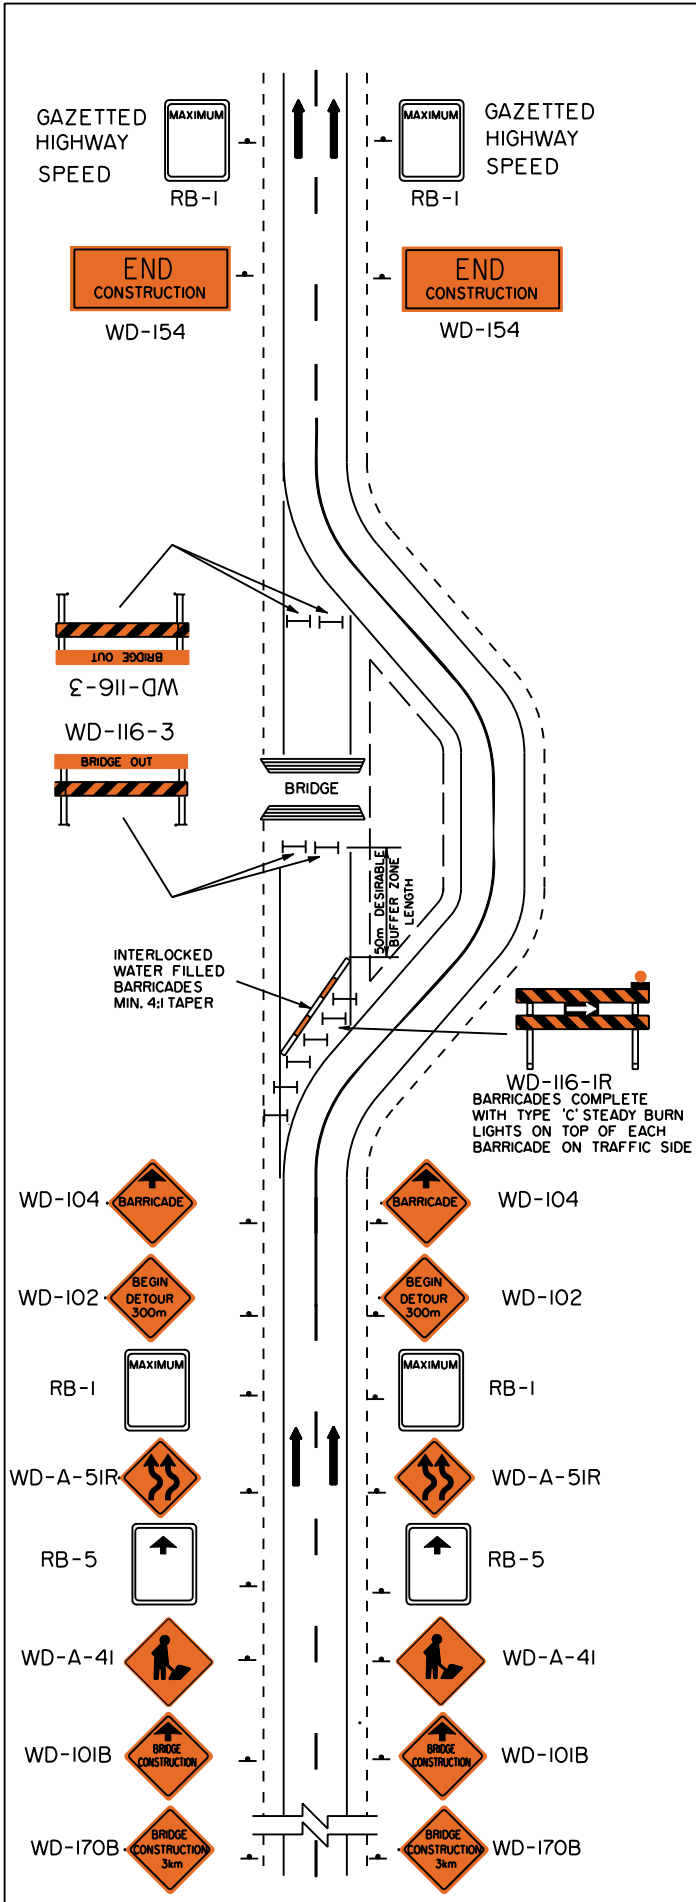 GAZETTED
HIGHWAY
SPEED
MAXIMUM
RB-1
MAXIMUM
RB-1
GAZETTED
HIGHWAY
SPEED
END
CONSTRUCTION
WD-154
END
CONSTRUCTION
WD-154
BRIDGE OUT
WD-116-3
WD-116-3
BRIDGE OUT
BRIDGE
50m DESIRABLE
BUFFER ZONE
LENGTH
INTERLOCKED
WATER FILLED
BARRICADES
MIN. 4:1 TAPER
WD-116-1R
BARRICADES COMPLETE
WITH TYPE 'C' STEADY BURN
LIGHTS ON TOP OF EACH
BARRICADE ON TRAFFIC SIDE
WD-104
BARRICADE
BARRICADE
WD-104
WD-102
BEGIN
DETOUR
300m
BEGIN
DETOUR
300m
WD-102
RB-1
MAXIMUM
MAXIMUM
RB-1
WD-A-51R
WD-A-51R
RB-5
RB-5
WD-A-41
WD-A-41
WD-101B
BRIDGE
CONSTRUCTION
BRIDGE
CONSTRUCTION
WD-101B
WD-170B
BRIDGE
CONSTRUCTION
3km
BRIDGE
CONSTRUCTION
3km
WD-170B